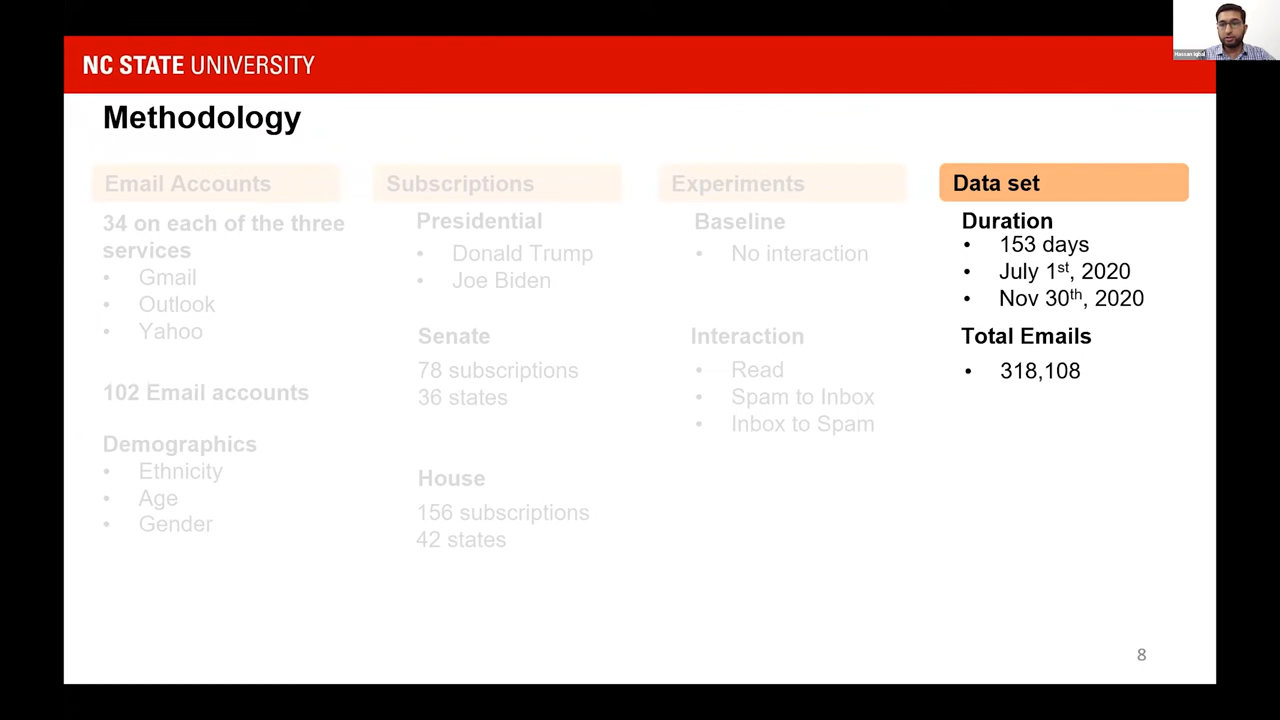 NC STATE UNIVERSITY
Hassan Iqbal
Methodology
Email Accounts
34 on each of the three
services
• Gmail
• Outlook
• Yahoo
102 Email accounts
Demographics
• Ethnicity
• Age
• Gender
Subscriptions
Presidential
• Donald Trump
• Joe Biden
Senate
78 subscriptions
36 states
House
156 subscriptions
42 states
Experiments
Baseline
• No interaction
Interaction
• Read
• Spam to Inbox
• Inbox to Spam
Data set
Duration
• 153 days
• July 1st, 2020
• Nov 30th, 2020
Total Emails
• 318,108
8